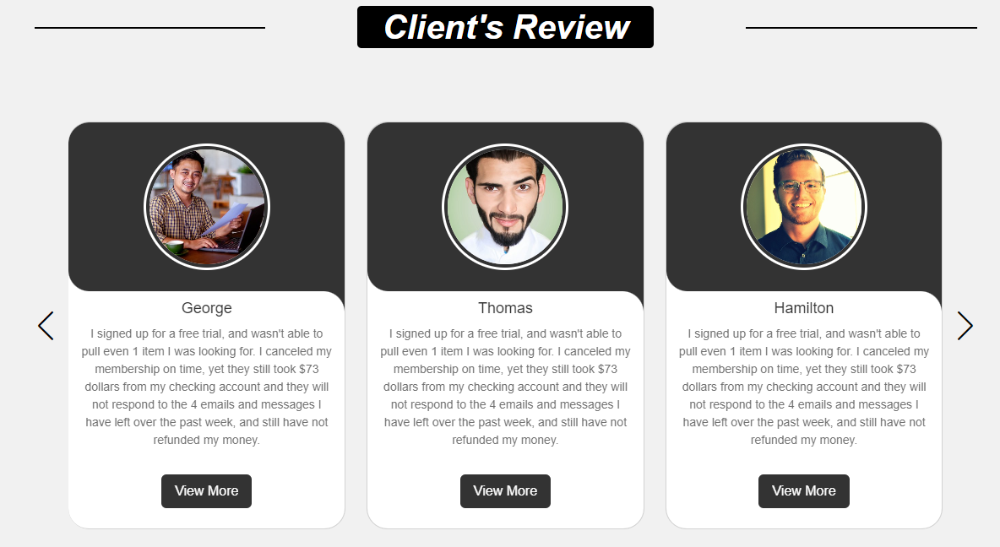 Client's Review
George
I signed up for a free trial, and wasn't able to
pull even 1 item I was looking for. I canceled my
membership on time, yet they still took $73
dollars from my checking account and they will
not respond to the 4 emails and messages I
have left over the past week, and still have not
refunded my money.
View More
Thomas
I signed up for a free trial, and wasn't able to
pull even 1 item I was looking for. I canceled my
membership on time, yet they still took $73
dollars from my checking account and they will
not respond to the 4 emails and messages I
have left over the past week, and still have not
refunded my money.
View More
Hamilton
I signed up for a free trial, and wasn't able to
pull even 1 item I was looking for. I canceled my
membership on time, yet they still took $73
dollars from my checking account and they will
not respond to the 4 emails and messages I
have left over the past week, and still have not
refunded my money.
View More